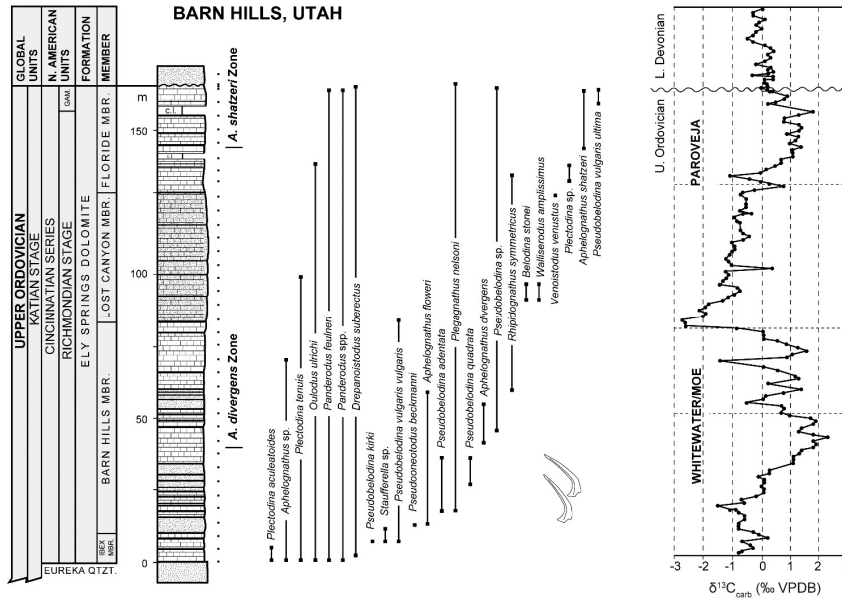 BARN HILLS, UTAH
GLOBAL
UNITS
N. AMERICAN
UNITS
FORMATION
MEMBER
UPPER ORDOVICIAN
KATIAN STAGE
CINCINNATIAN SERIES
GAM.
RICHMONDIAN STAGE
ELY SPRINGS DOLOMITE
FLORIDE MBR.
LOST CANYON MBR.
BARN HILLS MBR.
IBEX
MBR.
EUREKA QTZT.
m
150
100
50
0
c.i.
c.i.
A. shatzeri Zone
A. divergens Zone
Plectodina aculeatoides
Aphelognathus sp.
Plectodina tenuis
Oulodus ulrichi
Panderodus feulneri
Panderodus spp.
Drepanoistodus suberectus
Pseudobelodina kirki
Staufferella sp.
Pseudobelodina vulgaris vulgaris
Pseudooneotodus beckmanni
Aphelognathus floweri
Pseudobelodina adentata
Plegagnathus nelsoni
Pseudobelodina quadrata
Aphelognathus divergens
Pseudobelodina sp.
Rhipidognathus symmetricus
Belodina stonei
Walliserodus amplissimus
Venoistodus venustus
Plectodina sp.
Aphelognathus shatzeri
Pseudobelodina vulgaris ultima
L. Devonian
U. Ordovician
PAROVEJA
WHITEWATER/MOE
-3 -2 -1 0 1 2
δ13Ccarb (‰ VPDB)